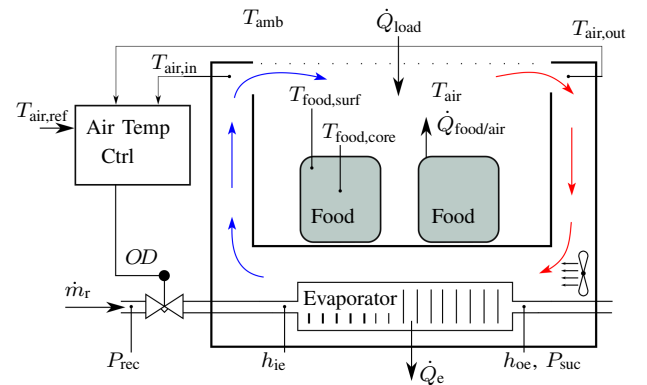 T_amb
Q̇_load
T_air,out
T_air,in
T_food,surf
T_air
T_air,ref
Air Temp
Ctrl
T_food,core
Q̇_food/air
Food
Food
OD
ṁ_r
Evaporator
P_rec
h_ie
Q̇_e
h_oe, P_suc